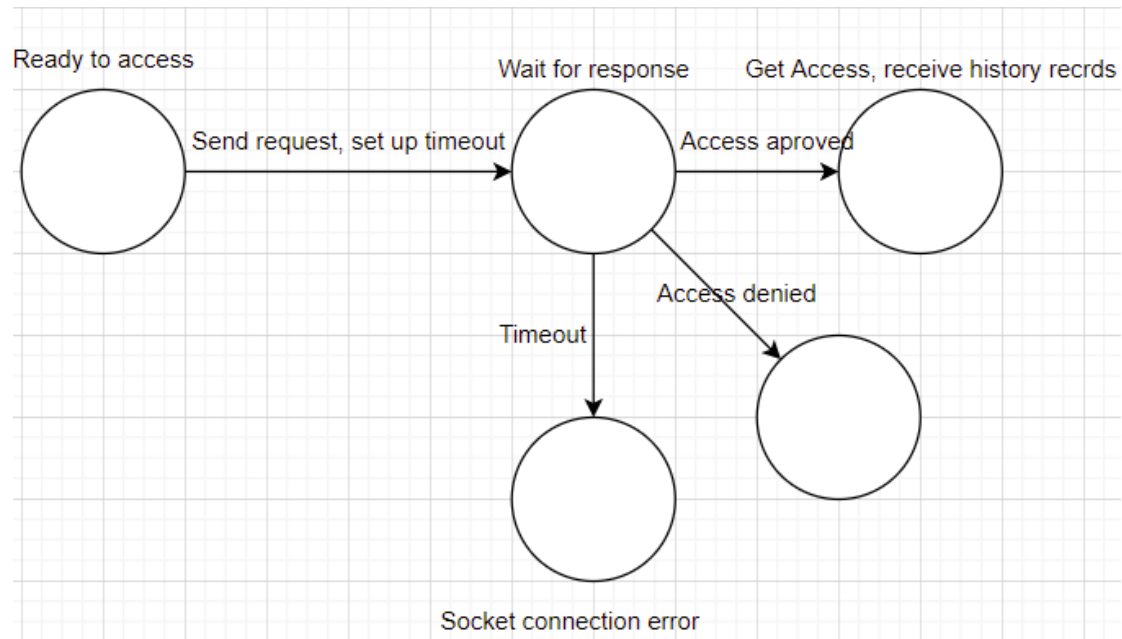 Ready to access
Wait for response
Get Access, receive history recrds
Send request, set up timeout
Access aproved
Access denied
Timeout
Socket connection error